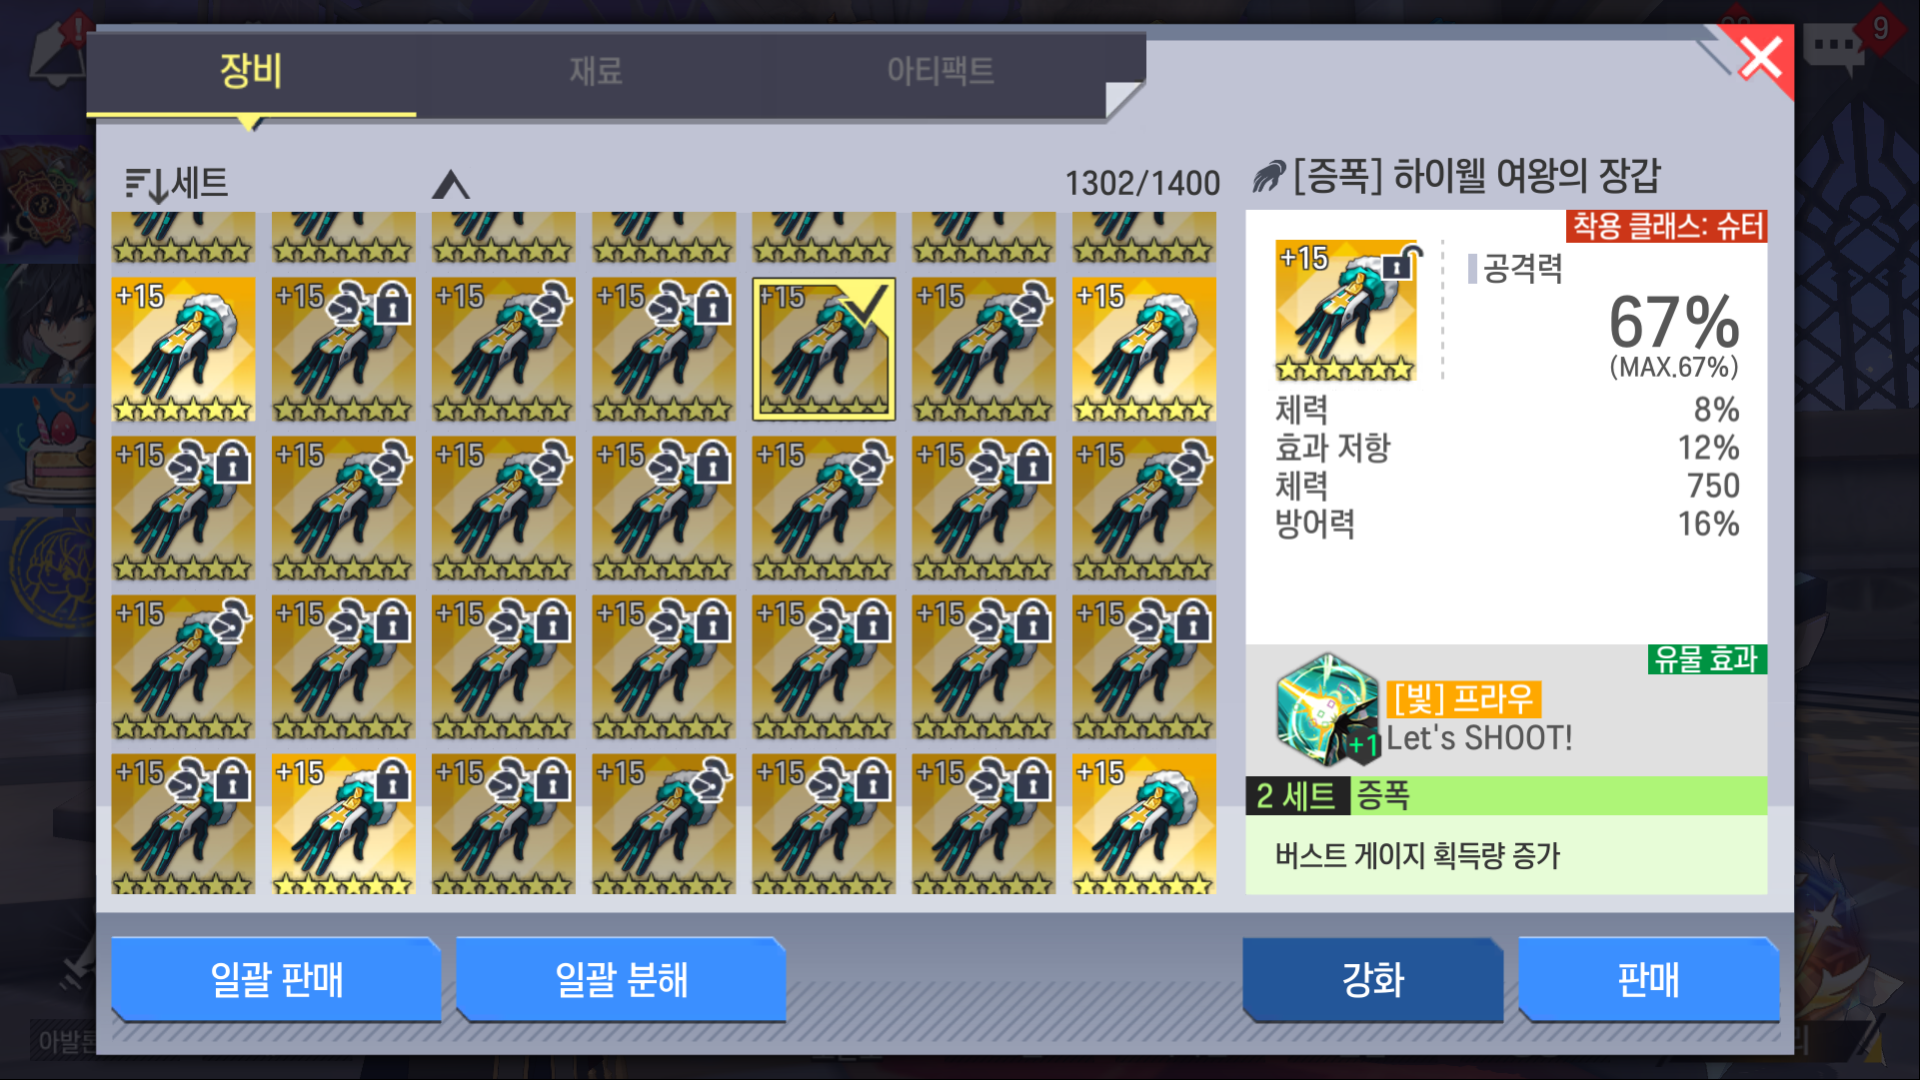 9
장비
재료
아티팩트
세트
1302/1400
[증폭] 하이웰 여왕의 장갑
착용 클래스: 슈터
+15
공격력
67%
(MAX.67%)
체력 8%
효과 저항 12%
체력 750
방어력 16%
유물 효과
[빛] 프라우
+1
Let's SHOOT!
2 세트 증폭
버스트 게이지 획득량 증가
+15 +15 +15 +15 +15 +15 +15
+15 +15 +15 +15 +15 +15 +15
+15 +15 +15 +15 +15 +15 +15
+15 +15 +15 +15 +15 +15 +15
일괄 판매
일괄 분해
강화
판매